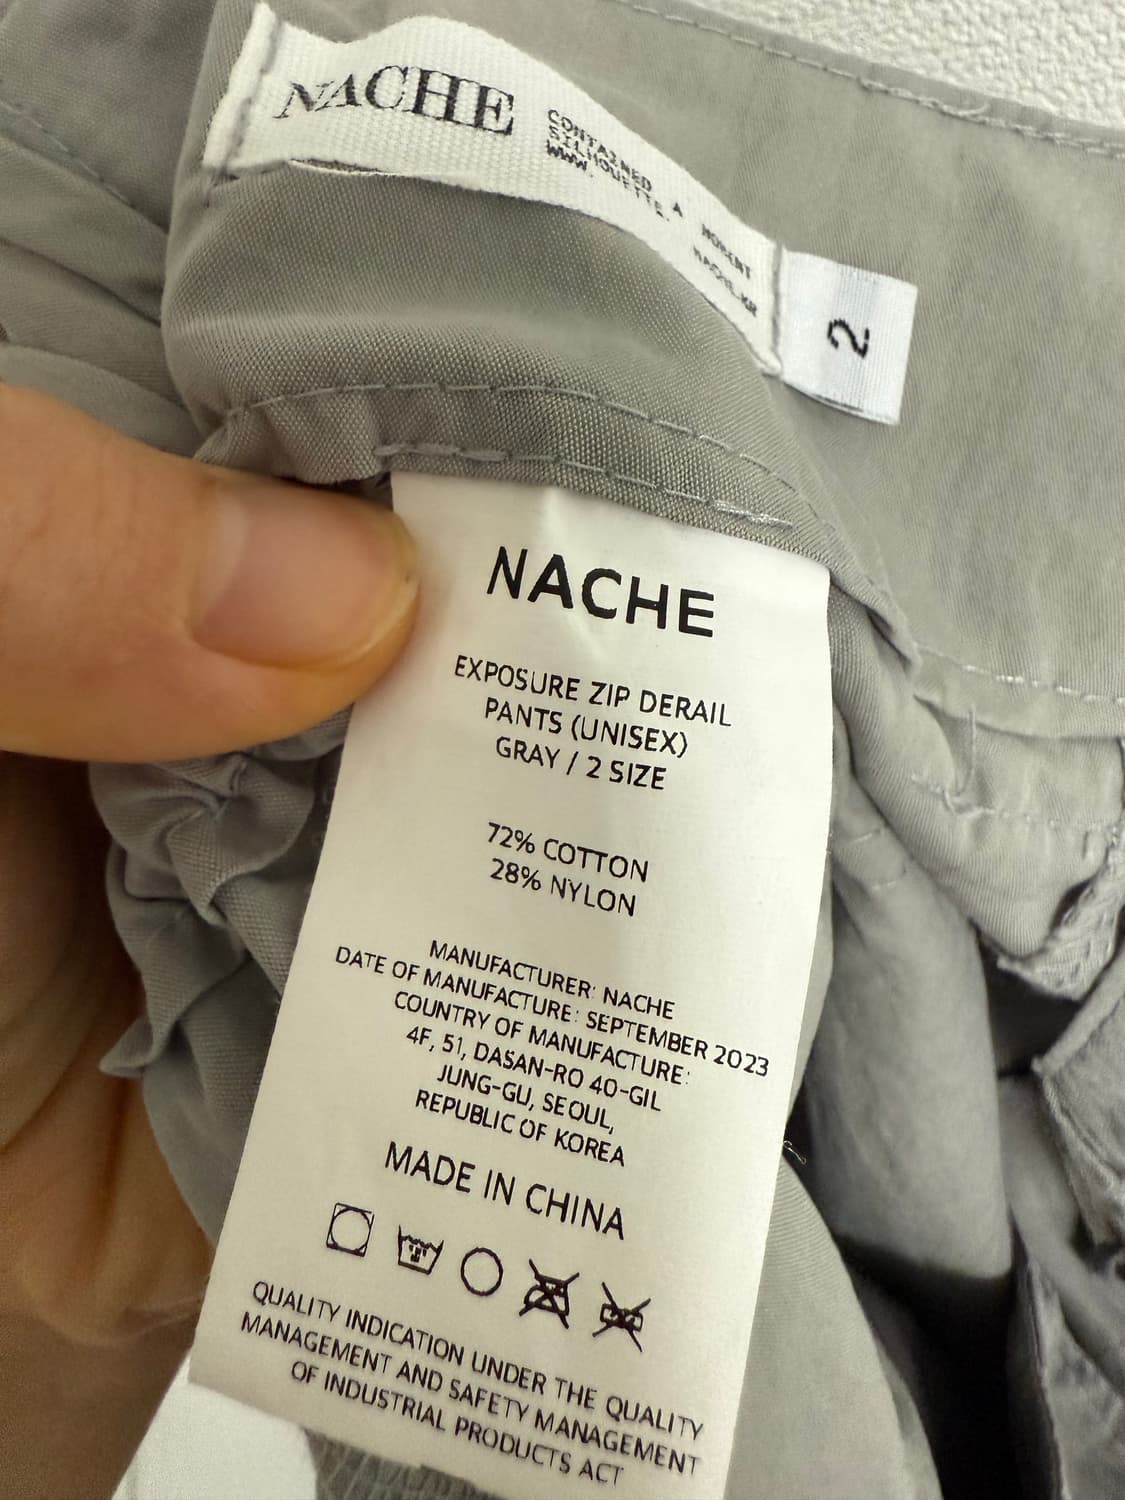 NACHE
CONTAINED A MOMENT
SILHOUETTE.
WWW. NACHE.KR
2
NACHE
EXPOSURE ZIP DERAIL
PANTS (UNISEX)
GRAY / 2 SIZE
72% COTTON
28% NYLON
MANUFACTURER: NACHE
DATE OF MANUFACTURE: SEPTEMBER 2023
COUNTRY OF MANUFACTURE:
4F, 51, DASAN-RO 40-GIL
JUNG-GU, SEOUL,
REPUBLIC OF KOREA
MADE IN CHINA
QUALITY INDICATION UNDER THE QUALITY
MANAGEMENT AND SAFETY MANAGEMENT
OF INDUSTRIAL PRODUCTS ACT